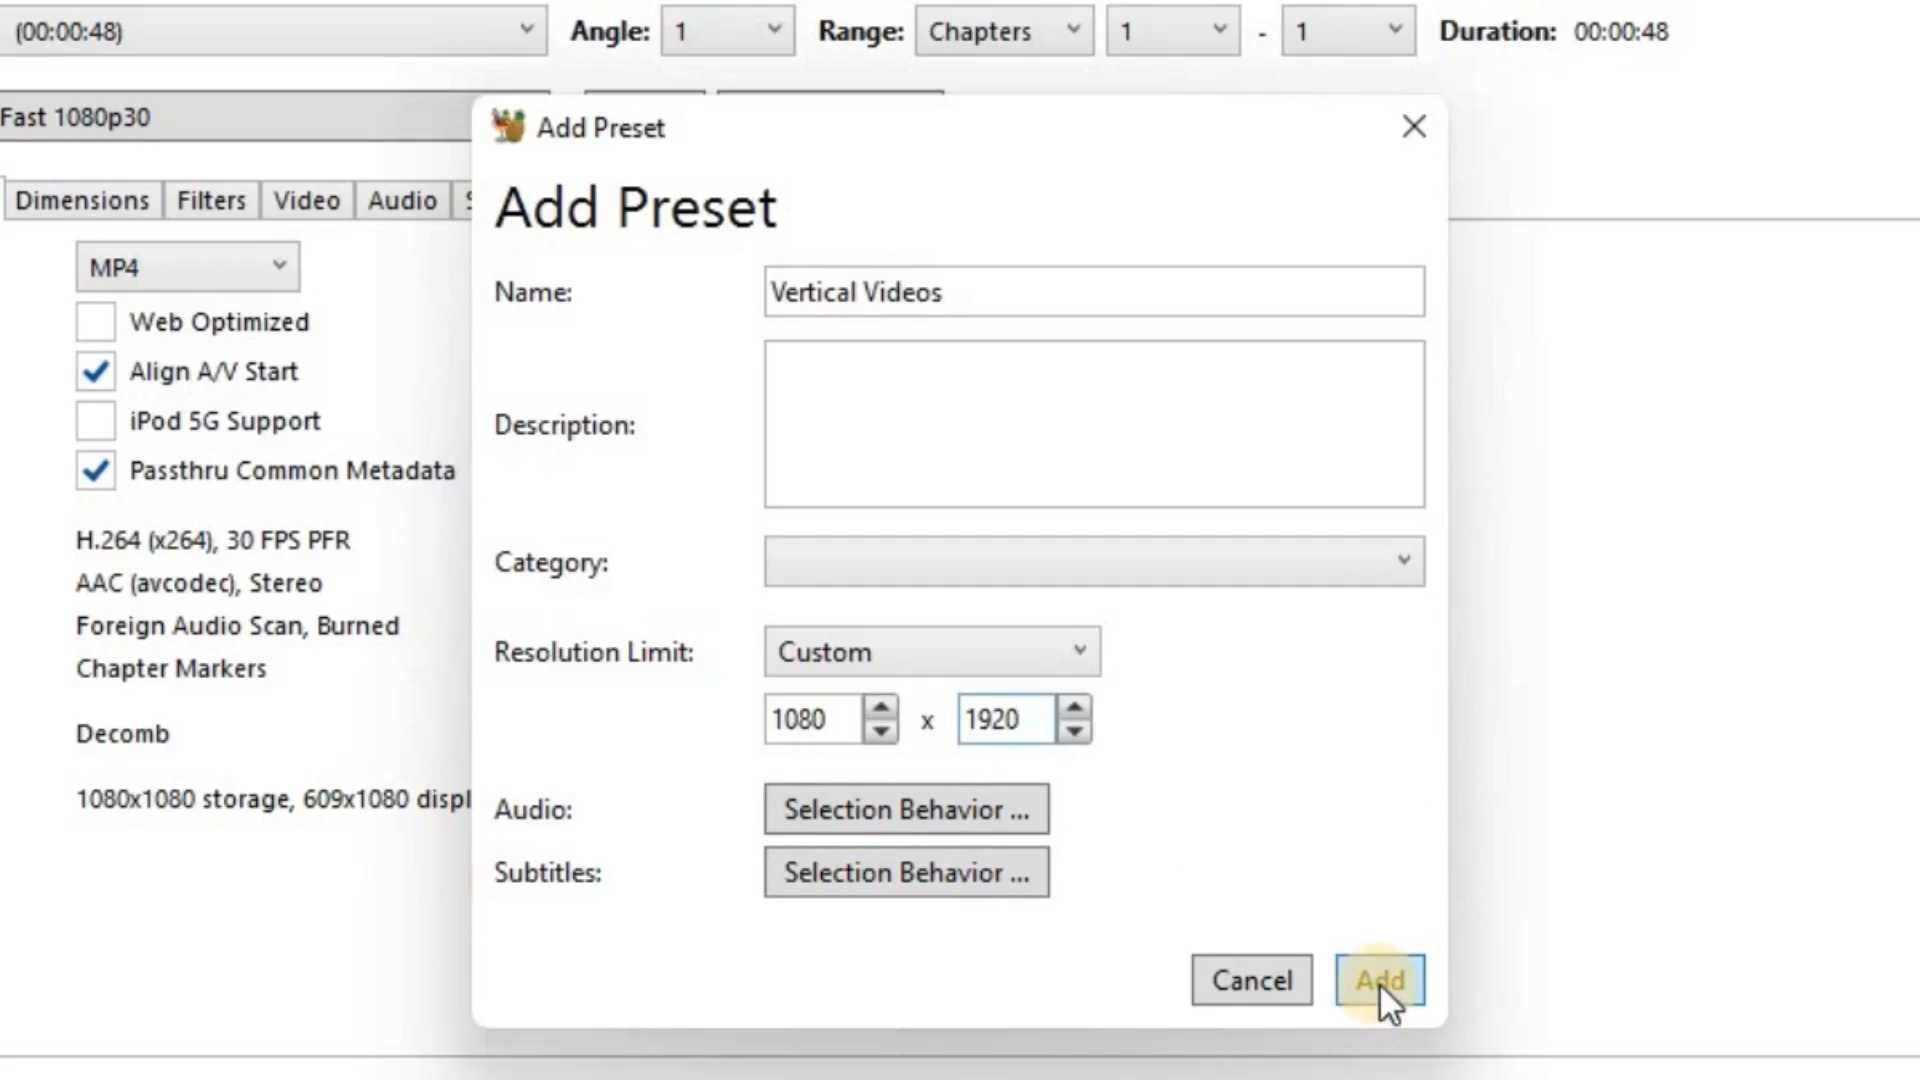 (00:00:48) Angle: 1 Range: Chapters 1 - 1 Duration: 00:00:48
Fast 1080p30
Add Preset
Dimensions Filters Video Audio
Add Preset
MP4
Name: Vertical Videos
Web Optimized
Align A/V Start
iPod 5G Support
Description:
Passthru Common Metadata
H.264 (x264), 30 FPS PFR
Category:
AAC (avcodec), Stereo
Foreign Audio Scan, Burned
Resolution Limit: Custom
Chapter Markers
1080 x 1920
Decomb
1080x1080 storage, 609x1080 displ
Audio: Selection Behavior ...
Subtitles: Selection Behavior ...
Cancel Add